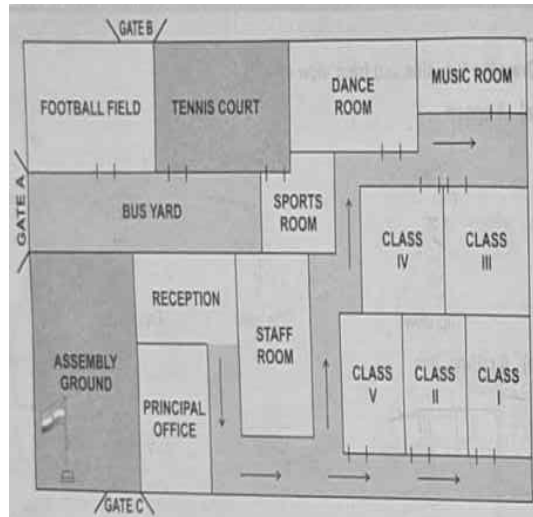 GATE B
FOOTBALL FIELD
TENNIS COURT
DANCE
ROOM
MUSIC ROOM
GATE A
BUS YARD
SPORTS
ROOM
CLASS
IV
CLASS
III
RECEPTION
STAFF
ROOM
ASSEMBLY
GROUND
PRINCIPAL
OFFICE
CLASS
V
CLASS
II
CLASS
I
GATE C